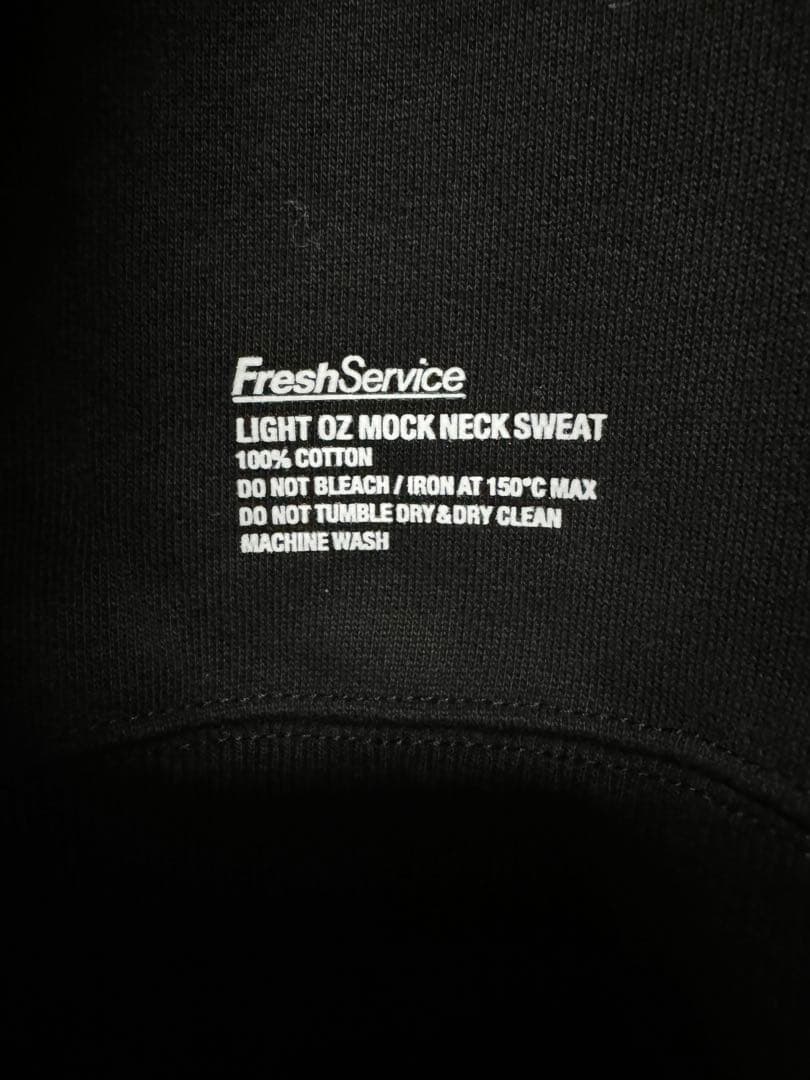 FreshService
LIGHT OZ MOCK NECK SWEAT
100% COTTON
DO NOT BLEACH / IRON AT 150°C MAX
DO NOT TUMBLE DRY&DRY CLEAN
MACHINE WASH